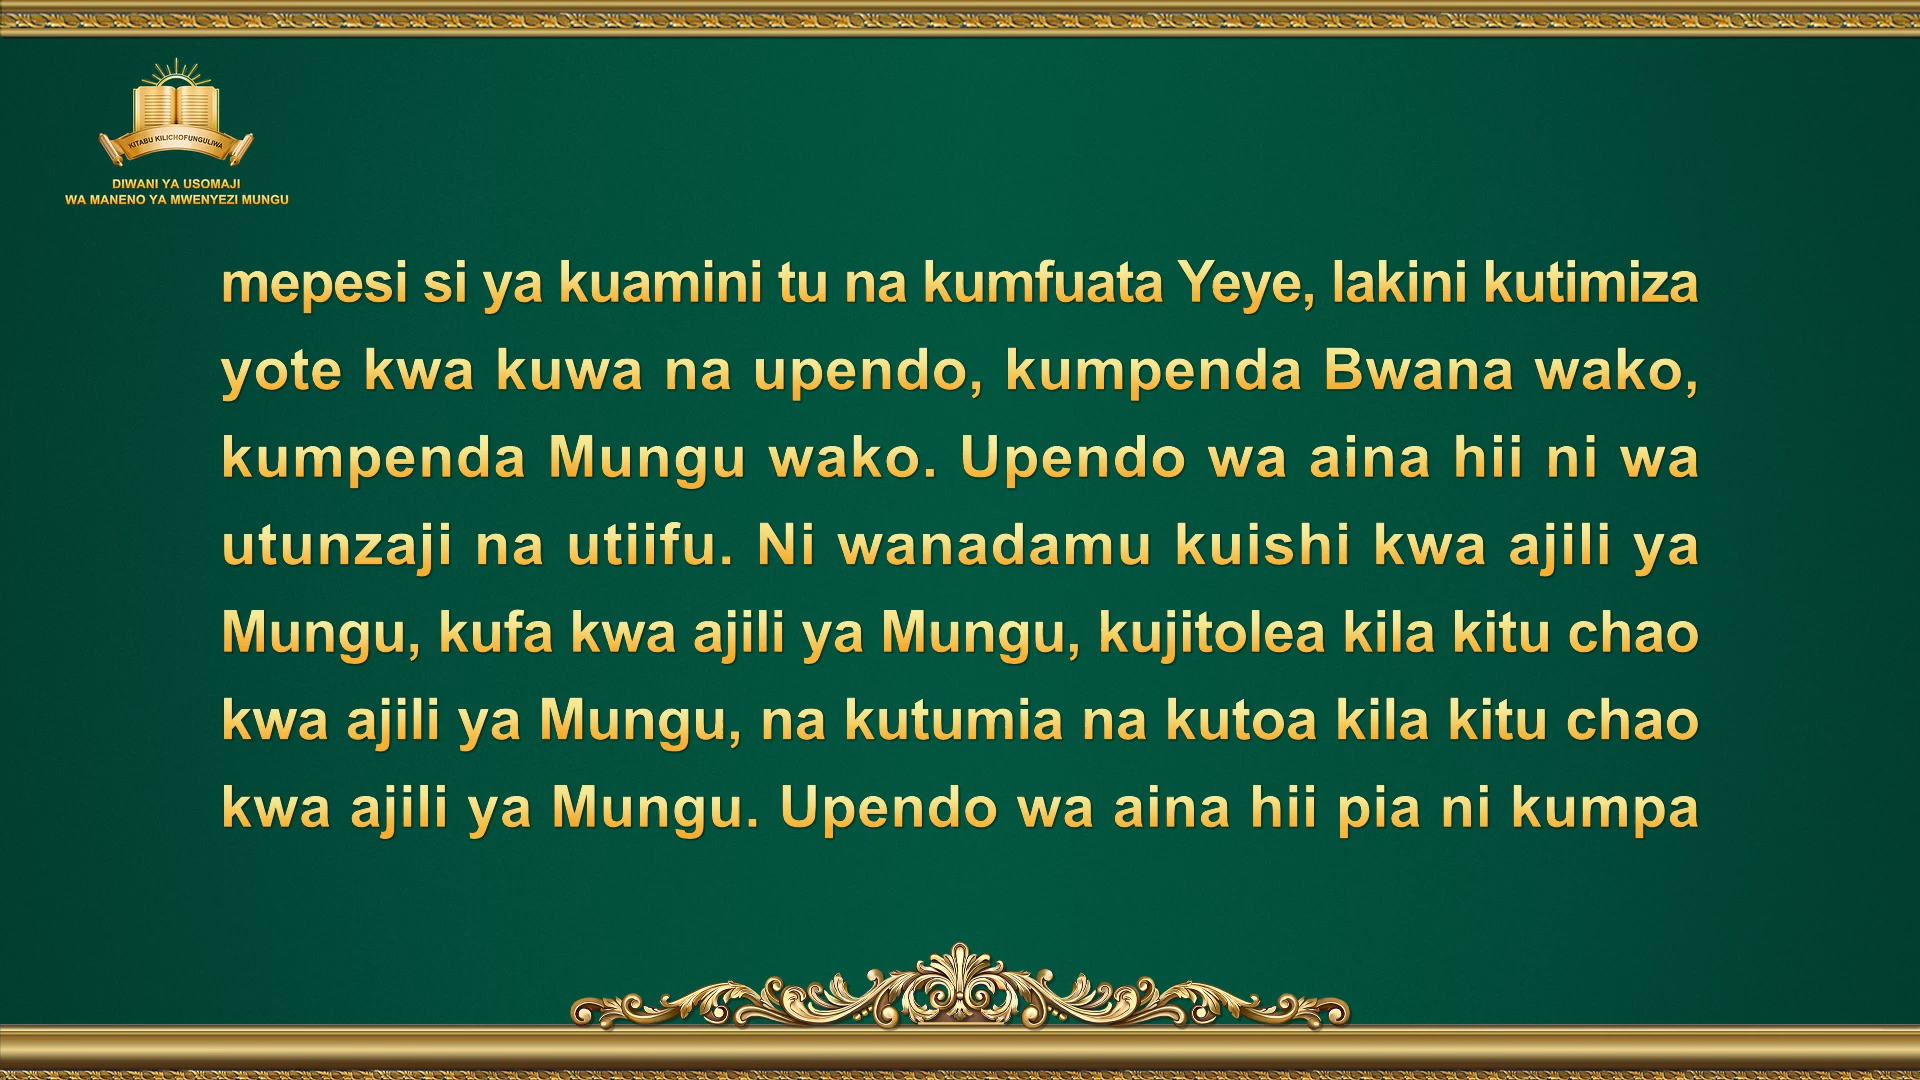 KITABU KILICHOFUNGULIWA
DIWANI YA USOMAJI
WA MANENO YA MWENYEZI MUNGU
mepesi si ya kuamini tu na kumfuata Yeye, lakini kutimiza
yote kwa kuwa na upendo, kumpenda Bwana wako,
kumpenda Mungu wako. Upendo wa aina hii ni wa
utunzaji na utiifu. Ni wanadamu kuishi kwa ajili ya
Mungu, kufa kwa ajili ya Mungu, kujitolea kila kitu chao
kwa ajili ya Mungu, na kutumia na kutoa kila kitu chao
kwa ajili ya Mungu. Upendo wa aina hii pia ni kumpa